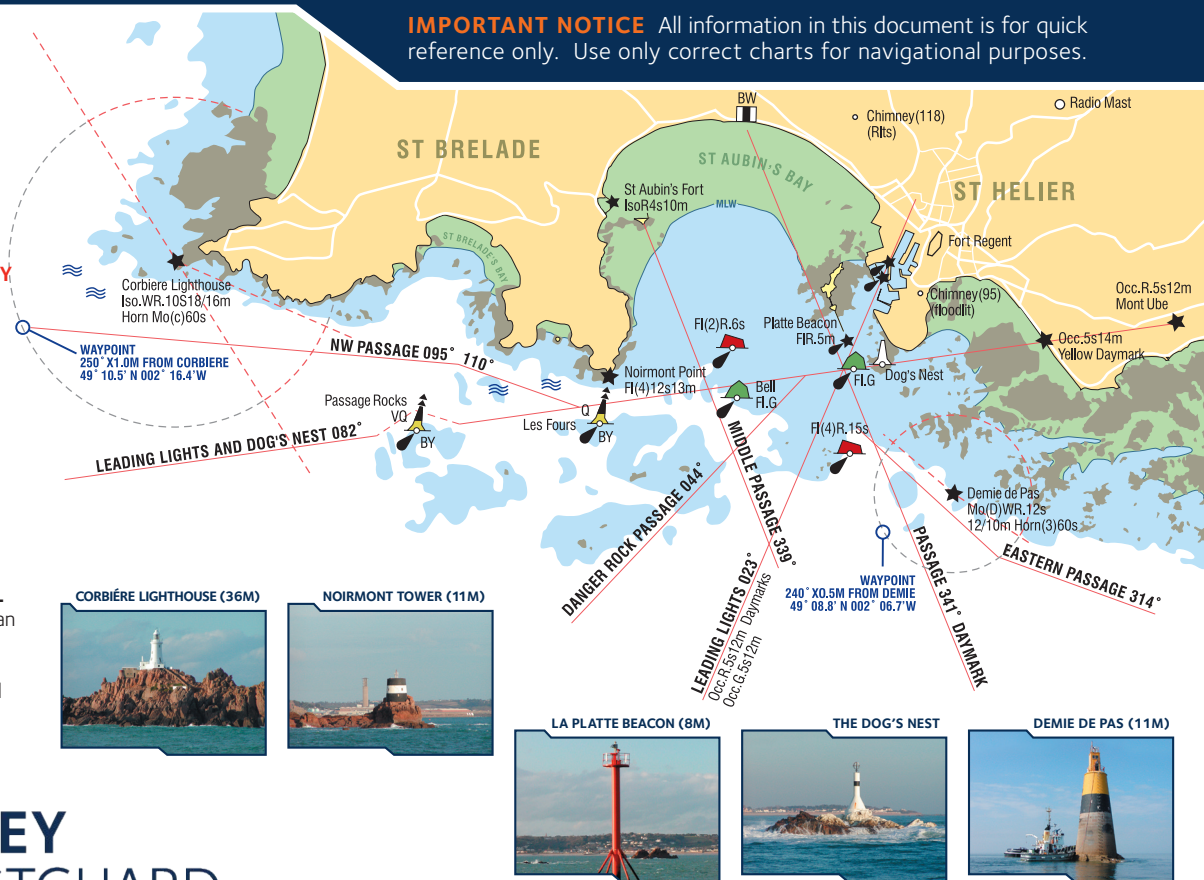 IMPORTANT NOTICE All information in this document is for quick
reference only. Use only correct charts for navigational purposes.
BW
Chimney(118)
(Rlts)
Radio Mast
ST BRELADE
ST AUBIN'S BAY
ST HELIER
St Aubin's Fort
IsoR4s10m
MLW
ST BRELADE'S BAY
Fort Regent
Y
Corbiere Lighthouse
Iso.WR.10S18/16m
Horn Mo(c)60s
Chimney(95)
(floodlit)
Occ.R.5s12m
Mont Ube
Fl(2)R.6s
Platte Beacon
FlR.5m
Occ.5s14m
Yellow Daymark
WAYPOINT
250˚ X1.0M FROM CORBIERE
49˚ 10.5' N 002˚ 16.4'W
NW PASSAGE 095˚ 110˚
Noirmont Point
Fl(4)12s13m
Bell
Fl.G
Fl.G
Dog's Nest
Passage Rocks
VQ
BY
Q
Les Fours
BY
Fl(4)R.15s
LEADING LIGHTS AND DOG'S NEST 082˚
MIDDLE PASSAGE 339˚
DANGER ROCK PASSAGE 044˚
Demie de Pas
Mo(D)WR.12s
12/10m Horn(3)60s
EASTERN PASSAGE 314˚
PASSAGE 341˚ DAYMARK
WAYPOINT
240˚ X0.5M FROM DEMIE
49˚ 08.8' N 002˚ 06.7'W
LEADING LIGHTS 023˚
Occ.R.5s12m Daymarks
Occ.G.5s12m
an
CORBIÉRE LIGHTHOUSE (36M)
NOIRMONT TOWER (11M)
LA PLATTE BEACON (8M)
THE DOG'S NEST
DEMIE DE PAS (11M)
EY
STGUARD